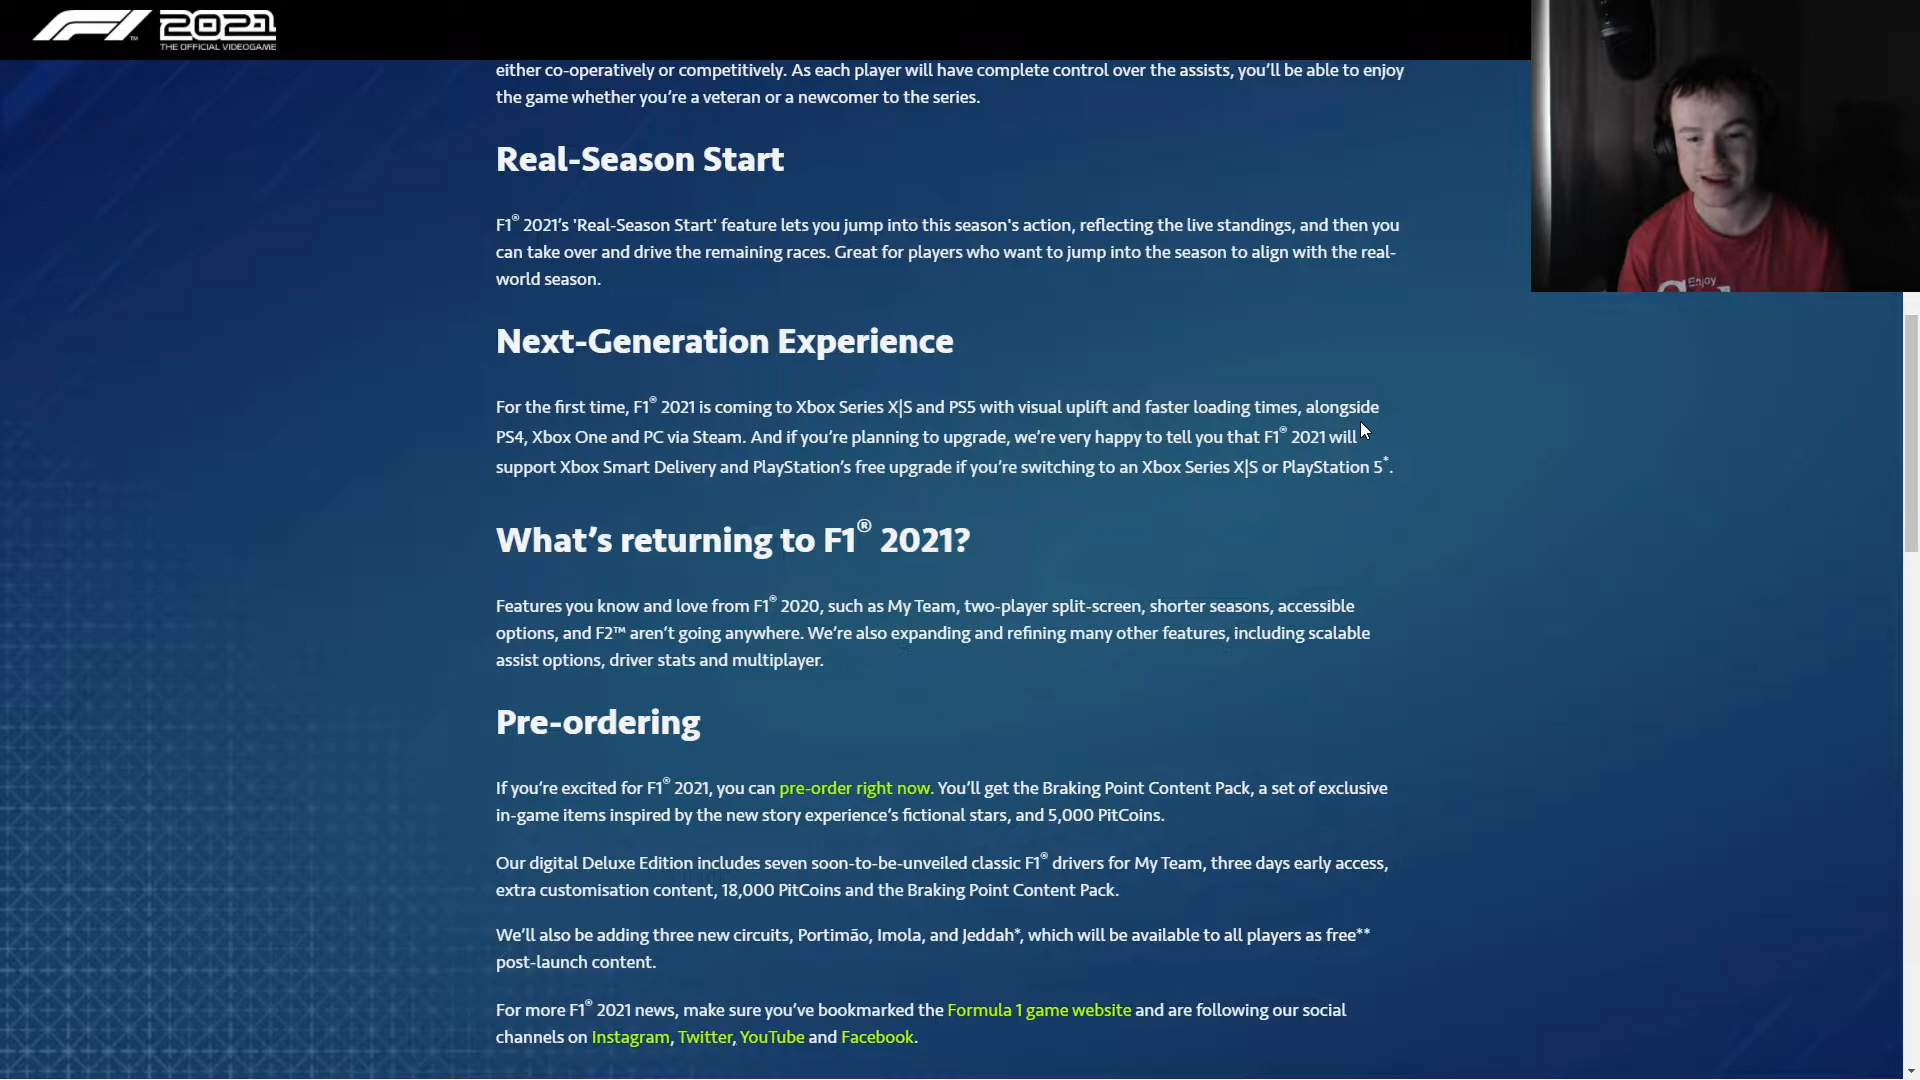 F1™ 2021
THE OFFICIAL VIDEOGAME
either co-operatively or competitively. As each player will have complete control over the assists, you’ll be able to enjoy
the game whether you’re a veteran or a newcomer to the series.
Real-Season Start
F1® 2021’s 'Real-Season Start' feature lets you jump into this season's action, reflecting the live standings, and then you
can take over and drive the remaining races. Great for players who want to jump into the season to align with the real-
world season.
Next-Generation Experience
For the first time, F1® 2021 is coming to Xbox Series X|S and PS5 with visual uplift and faster loading times, alongside
PS4, Xbox One and PC via Steam. And if you’re planning to upgrade, we’re very happy to tell you that F1® 2021 will
support Xbox Smart Delivery and PlayStation’s free upgrade if you’re switching to an Xbox Series X|S or PlayStation 5*.
What’s returning to F1® 2021?
Features you know and love from F1® 2020, such as My Team, two-player split-screen, shorter seasons, accessible
options, and F2™ aren’t going anywhere. We’re also expanding and refining many other features, including scalable
assist options, driver stats and multiplayer.
Pre-ordering
If you’re excited for F1® 2021, you can pre-order right now. You’ll get the Braking Point Content Pack, a set of exclusive
in-game items inspired by the new story experience’s fictional stars, and 5,000 PitCoins.
Our digital Deluxe Edition includes seven soon-to-be-unveiled classic F1® drivers for My Team, three days early access,
extra customisation content, 18,000 PitCoins and the Braking Point Content Pack.
We’ll also be adding three new circuits, Portimão, Imola, and Jeddah*, which will be available to all players as free**
post-launch content.
For more F1® 2021 news, make sure you’ve bookmarked the Formula 1 game website and are following our social
channels on Instagram, Twitter, YouTube and Facebook.
Enjoy